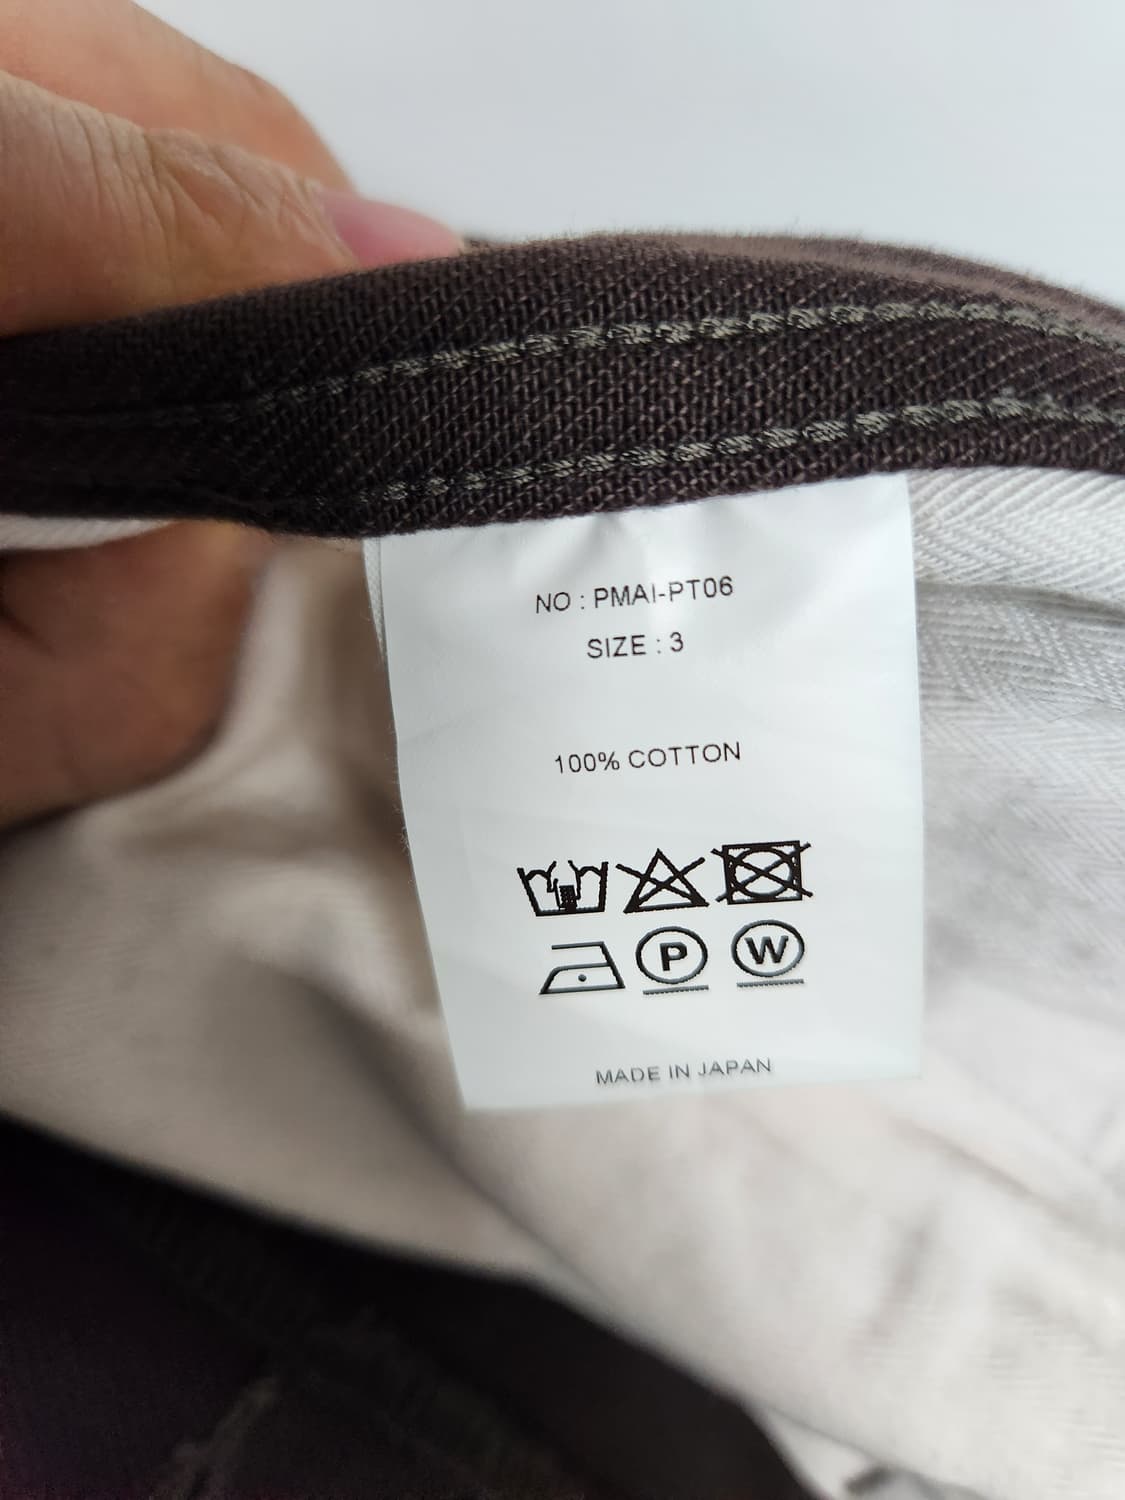 NO : PMAI-PT06
SIZE : 3
100% COTTON
P W
MADE IN JAPAN